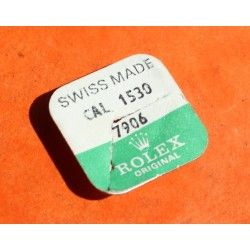 SWISS MADE
CAL 1530
7906
ROLEX
ORIGINAL